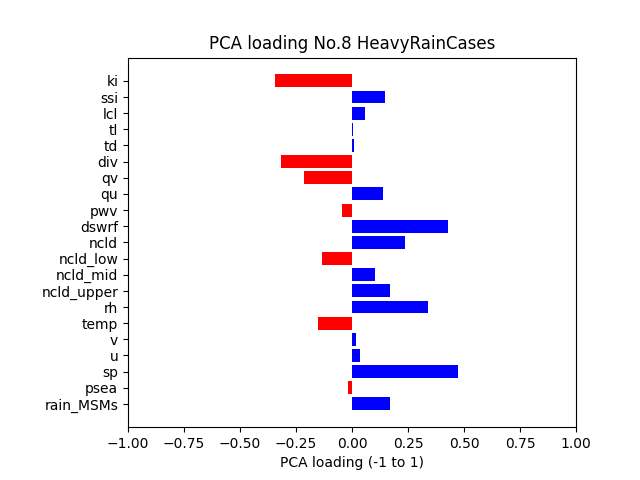 PCA loading No.8 HeavyRainCases
ki
ssi
lcl
tl
td
div
qv
qu
pwv
dswrf
ncld
ncld_low
ncld_mid
ncld_upper
rh
temp
v
u
sp
psea
rain_MSMs
−1.00 −0.75 −0.50 −0.25 0.00 0.25 0.50 0.75 1.00
PCA loading (-1 to 1)